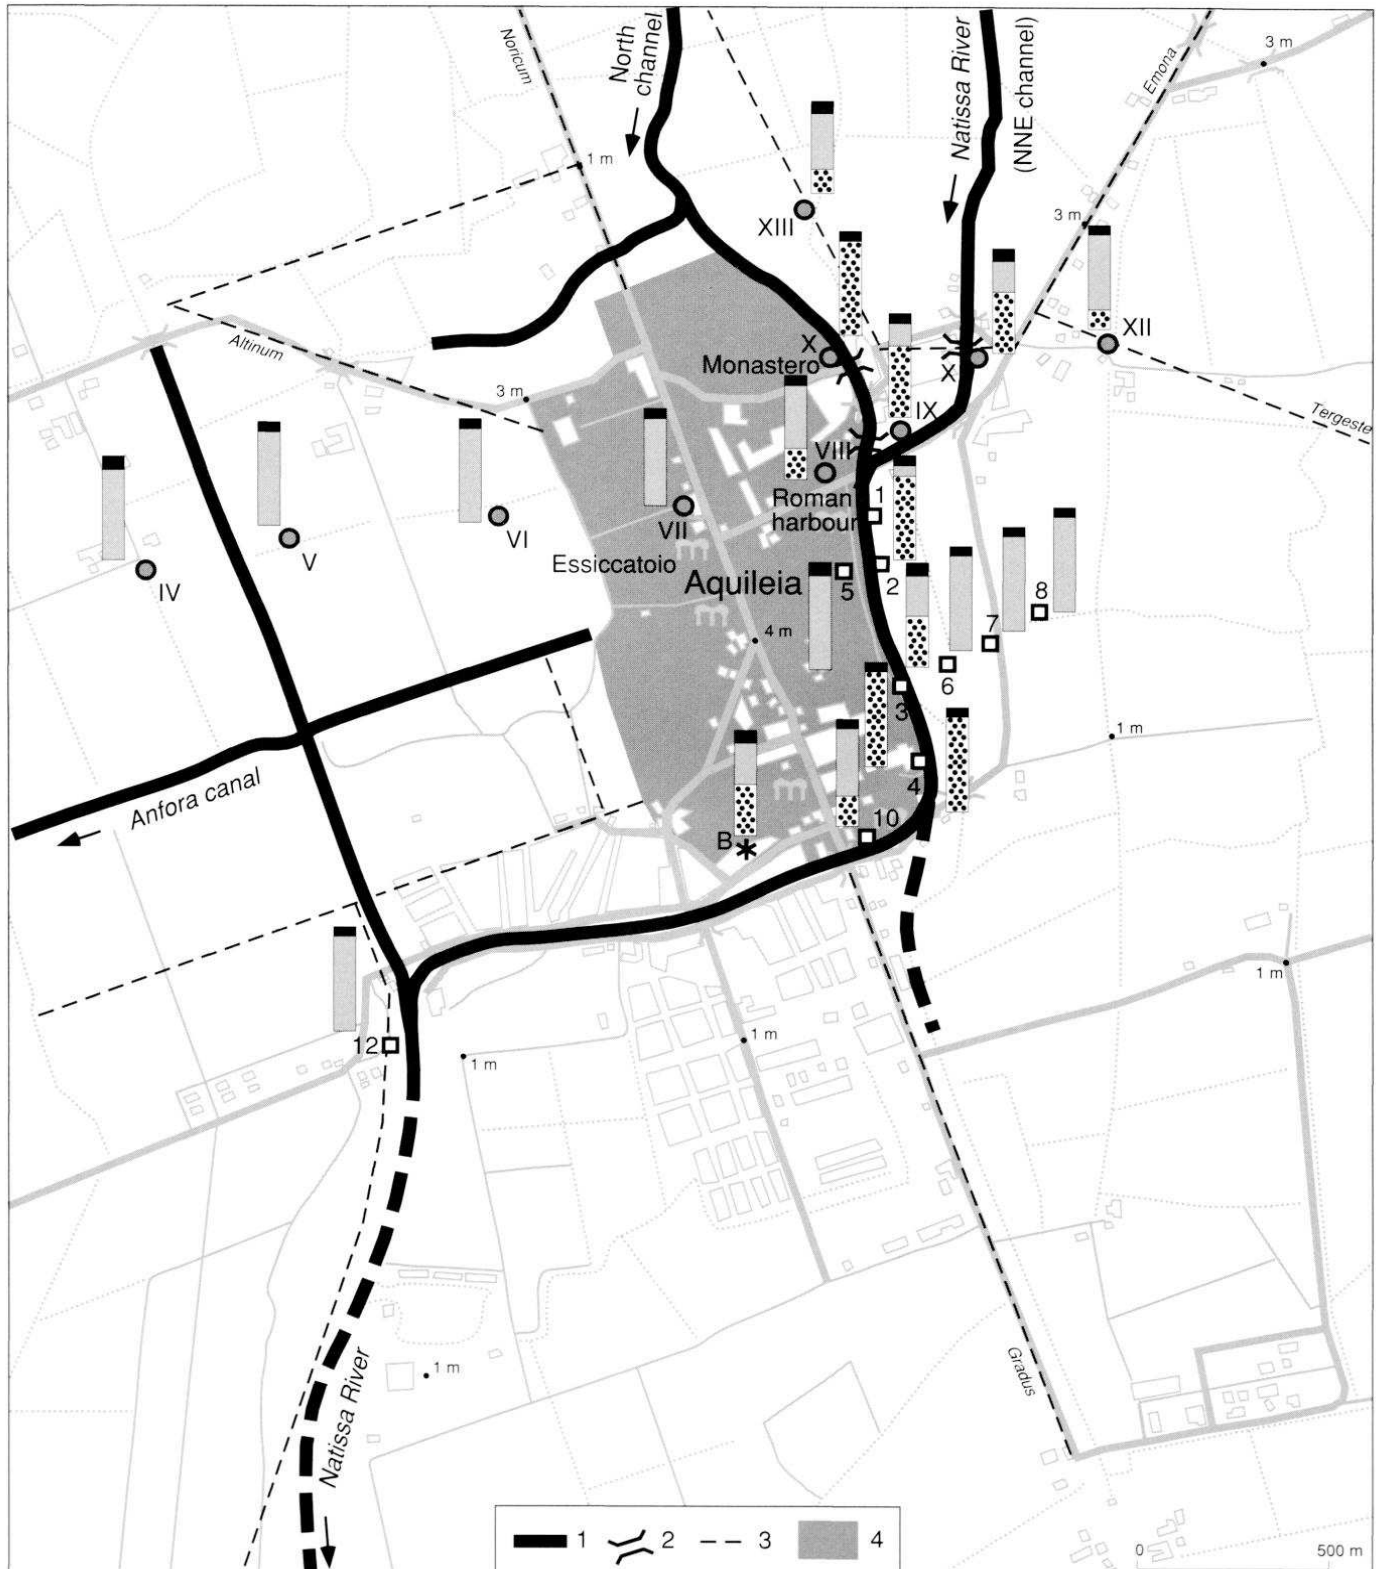 Noricum
North
channel
Natissa River
(NNE channel)
Emona
3 m
1 m
3 m
XIII
XII
X
Monastero
X
IX
Tergeste
Altinum
3 m
VIII
Roman
harbour
1
IV
V
VI
VII
Essiccatoio
Aquileia
5
2
8
7
6
4 m
3
1 m
4
Anfora canal
10
B
1 m
12
1 m
1 m
Natissa River
1 m
Gradus
1
2
3
4
0
500 m